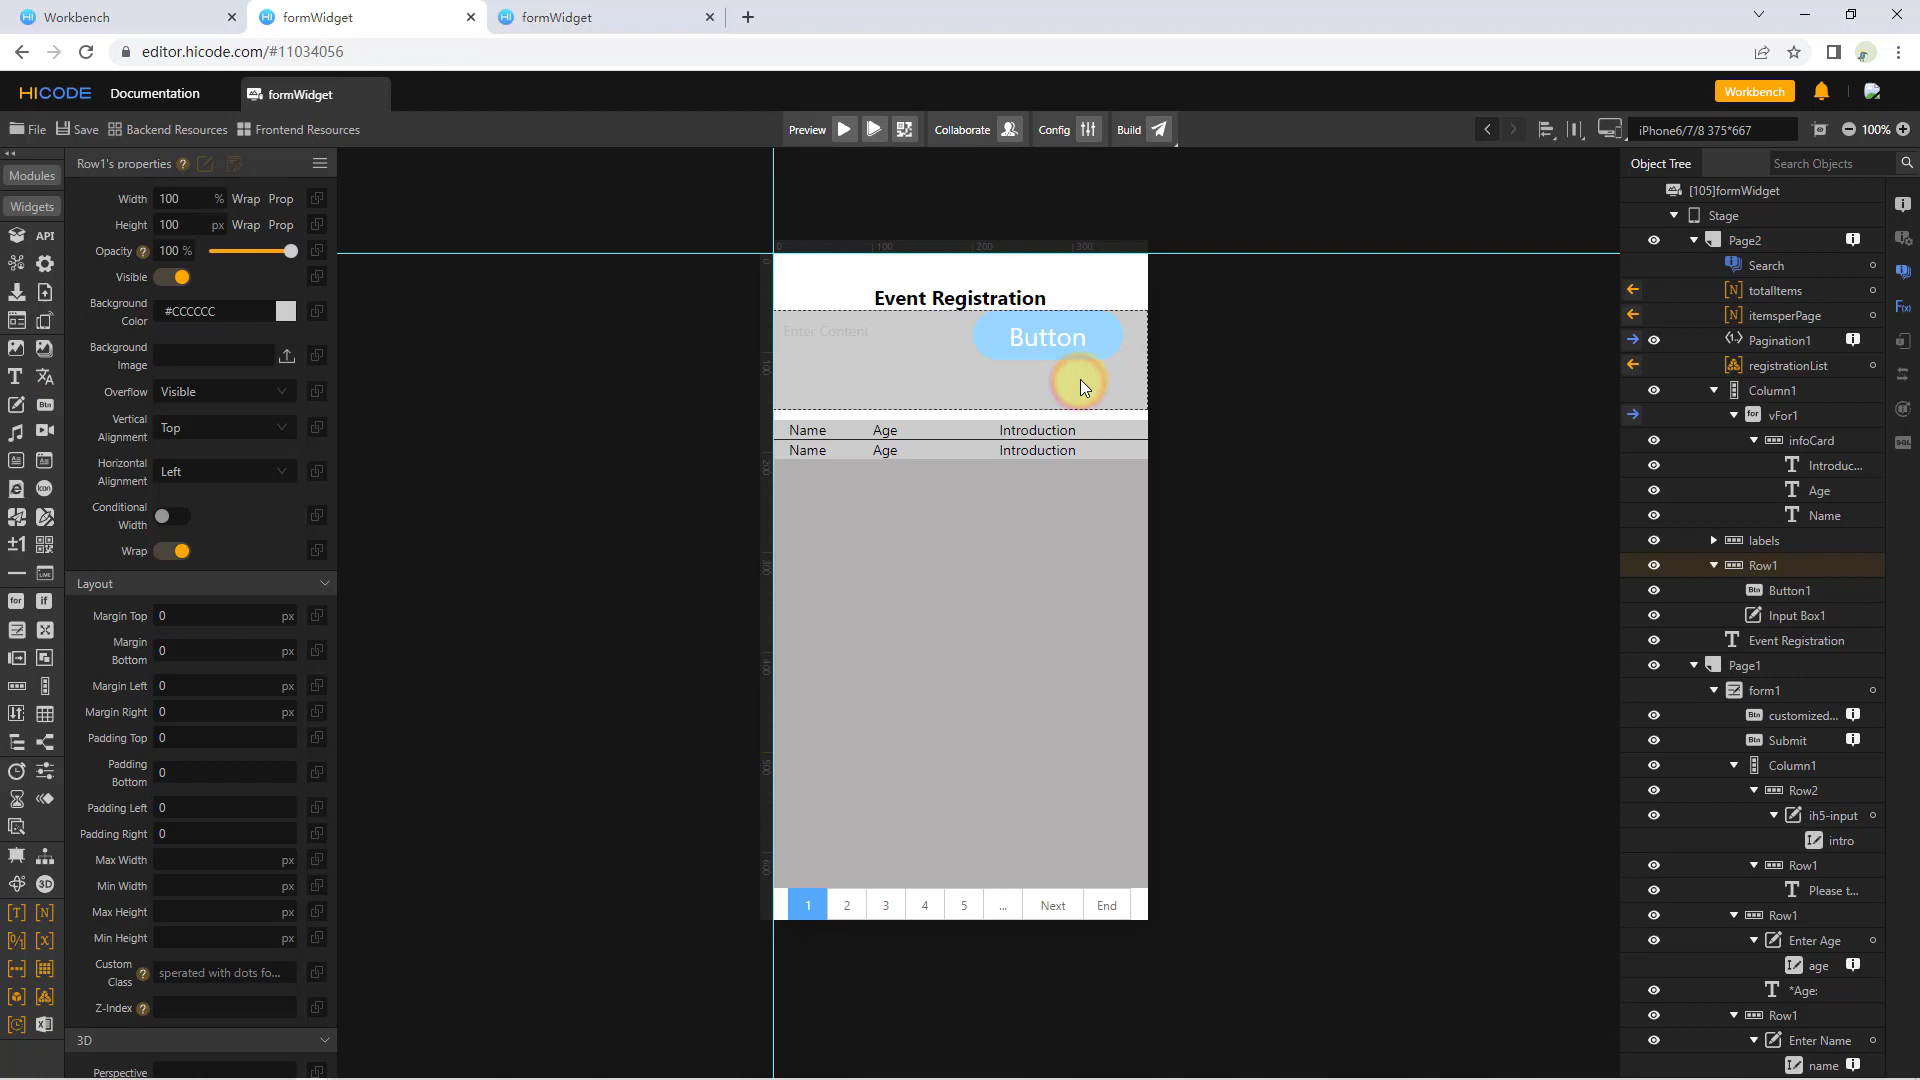 Workbench
formWidget
formWidget
editor.hicode.com/#11034056
HICODE
Documentation
formWidget
Workbench
File
Save
Backend Resources
Frontend Resources
Preview
Collaborate
Config
Build
iPhone6/7/8 375*667
100%
Modules
Widgets
API
Row1's properties
Width 100 % Wrap Prop
Height 100 px Wrap Prop
Opacity 100 %
Visible
Background
Color
#CCCCCC
Background
Image
Overflow Visible
Vertical
Alignment
Top
Horizontal
Alignment
Left
Conditional
Width
Wrap
Layout
Margin Top 0 px
Margin
Bottom
0 px
Margin Left 0 px
Margin Right 0 px
Padding Top 0
Padding
Bottom
0
Padding Left 0
Padding Right 0
Max Width px
Min Width px
Max Height px
Min Height px
Custom
Class
sperated with dots fo...
Z-Index
3D
Perspective
0 100 200 300
Event Registration
Enter Content
Button
Name Age Introduction
Name Age Introduction
1 2 3 4 5 ... Next End
Object Tree
Search Objects
[105]formWidget
Stage
Page2
Search
totalItems
itemsperPage
Pagination1
registrationList
Column1
vFor1
infoCard
Introduc...
Age
Name
labels
Row1
Button1
Input Box1
Event Registration
Page1
form1
customized...
Submit
Column1
Row2
ih5-input
intro
Row1
Please t...
Row1
Enter Age
age
*Age:
Row1
Enter Name
name